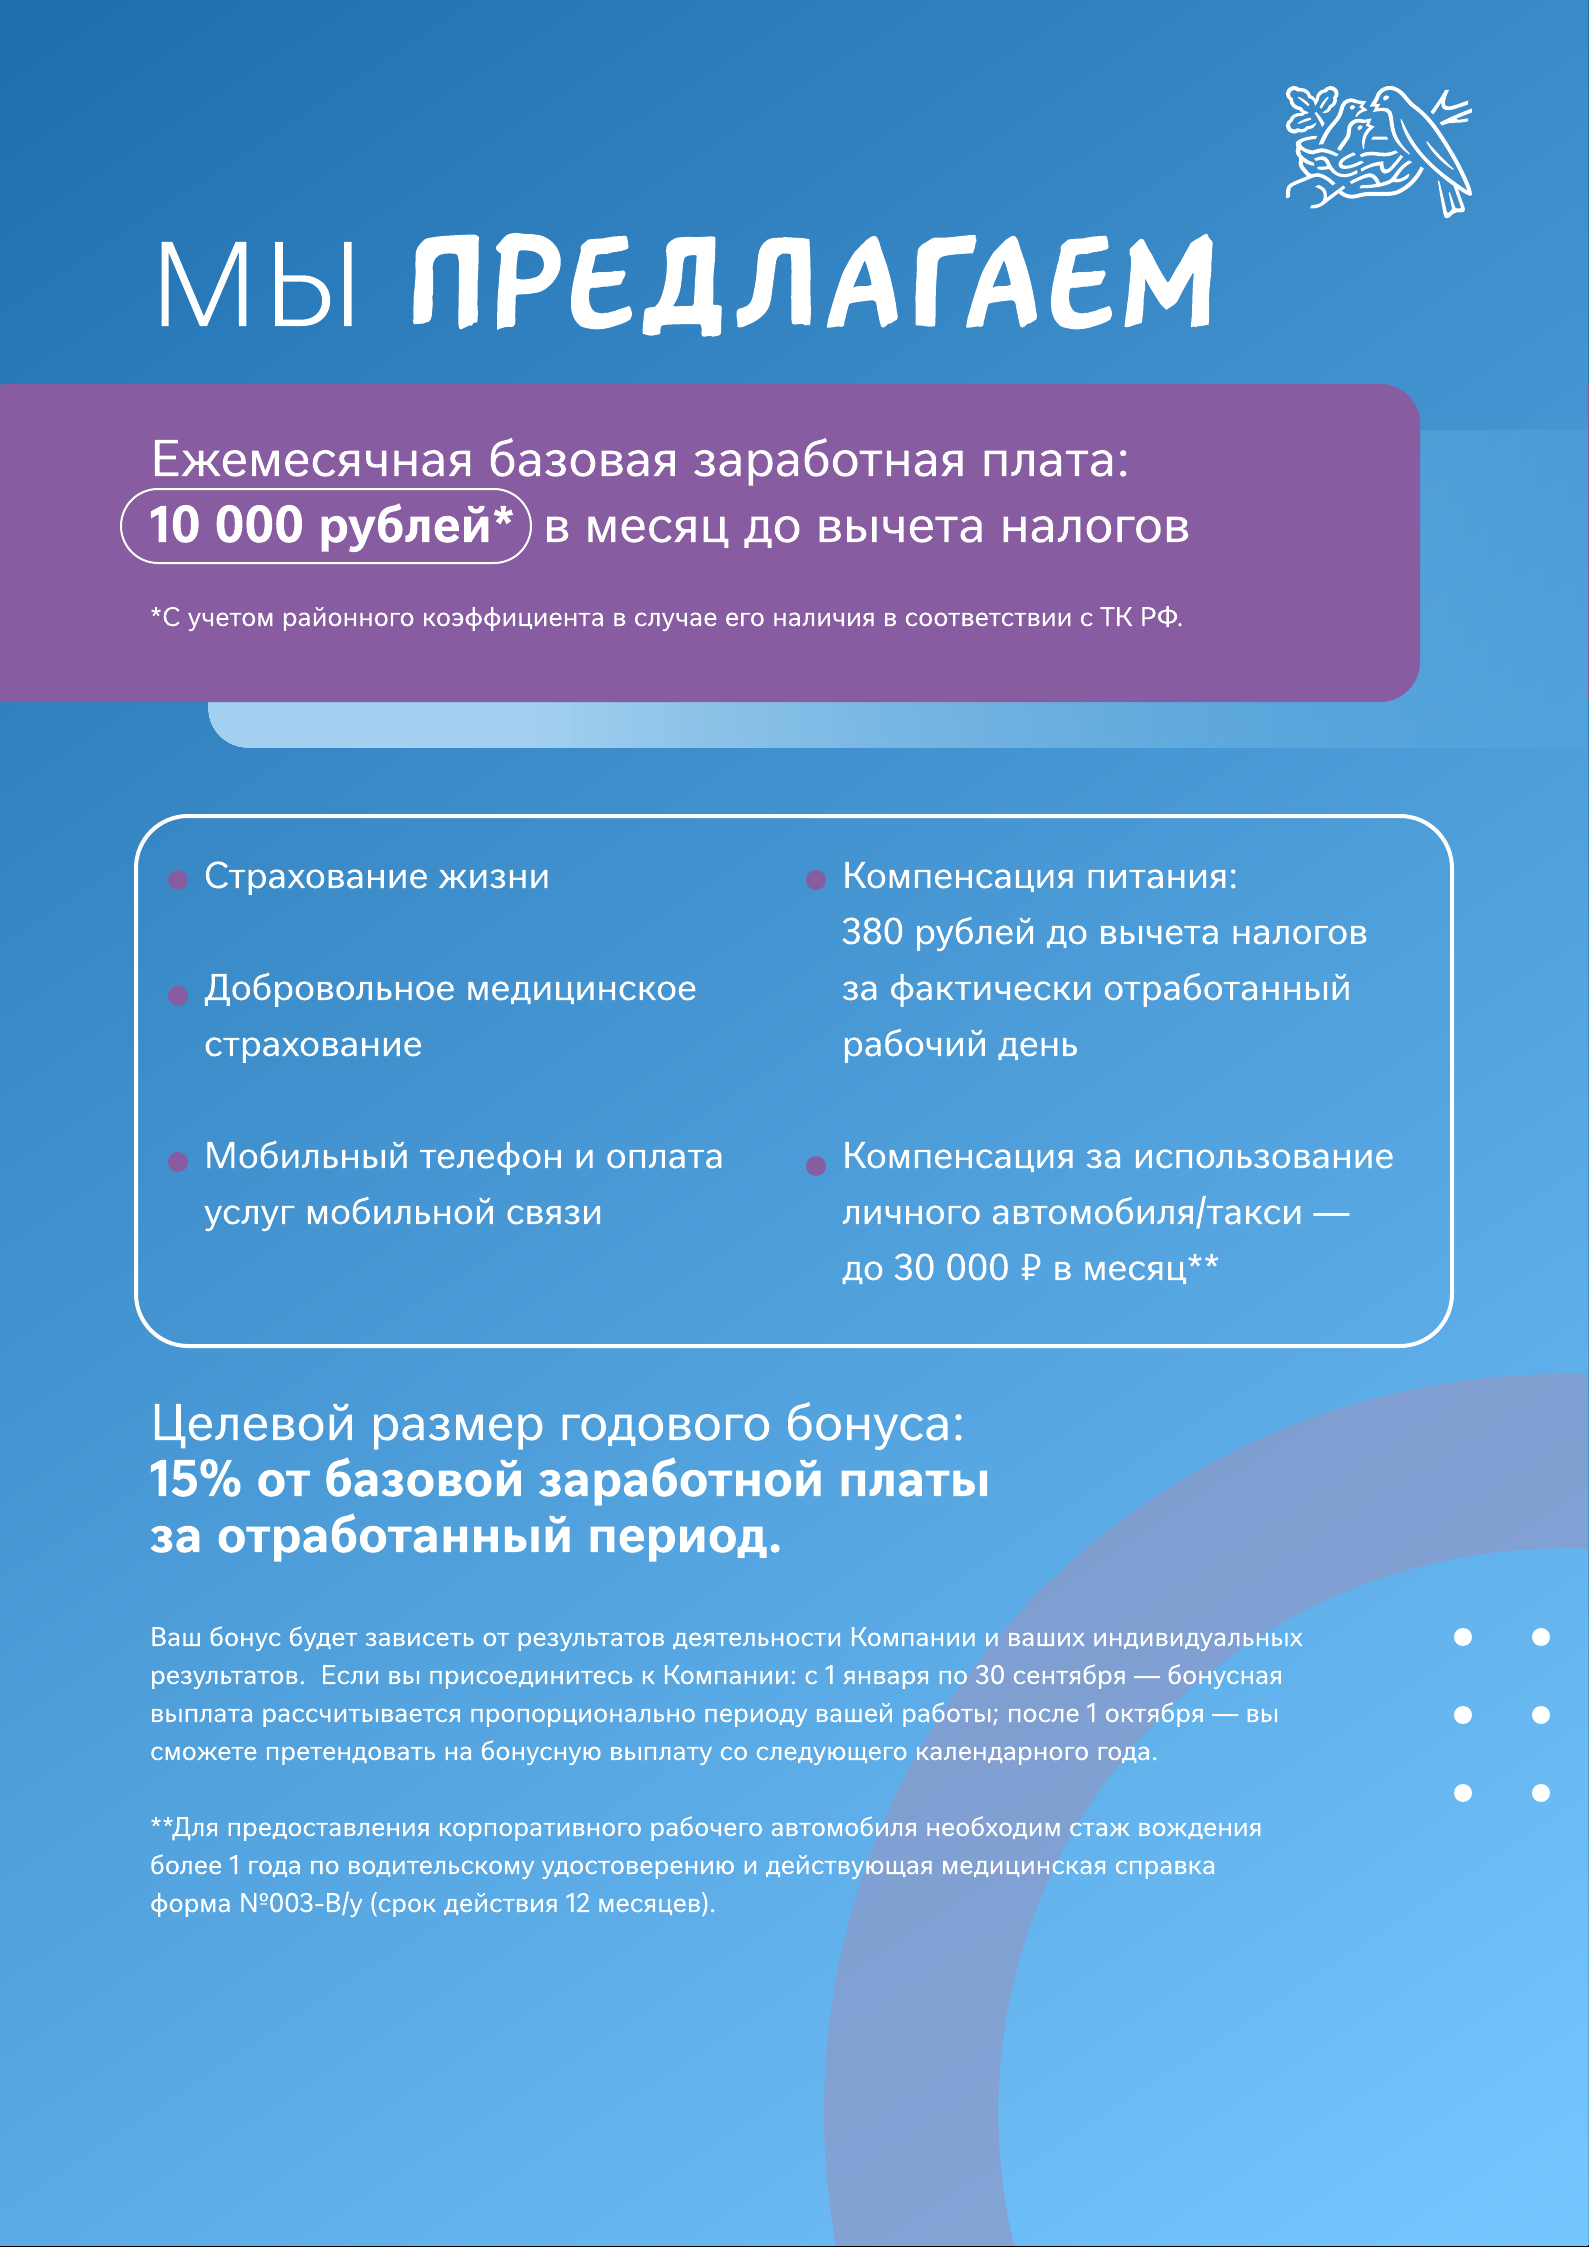 МЫ ПРЕДЛАГАЕМ
Ежемесячная базовая заработная плата:
10 000 рублей* в месяц до вычета налогов
*С учетом районного коэффициента в случае его наличия в соответствии с ТК РФ.
Страхование жизни
Добровольное медицинское
страхование
Мобильный телефон и оплата
услуг мобильной связи
Компенсация питания:
380 рублей до вычета налогов
за фактически отработанный
рабочий день
Компенсация за использование
личного автомобиля/такси —
до 30 000 ₽ в месяц**
Целевой размер годового бонуса:
15% от базовой заработной платы
за отработанный период.
Ваш бонус будет зависеть от результатов деятельности Компании и ваших индивидуальных
результатов.  Если вы присоединитесь к Компании: с 1 января по 30 сентября — бонусная
выплата рассчитывается пропорционально периоду вашей работы; после 1 октября — вы
сможете претендовать на бонусную выплату со следующего календарного года.
**Для предоставления корпоративного рабочего автомобиля необходим стаж вождения
более 1 года по водительскому удостоверению и действующая медицинская справка
форма №003-В/у (срок действия 12 месяцев).